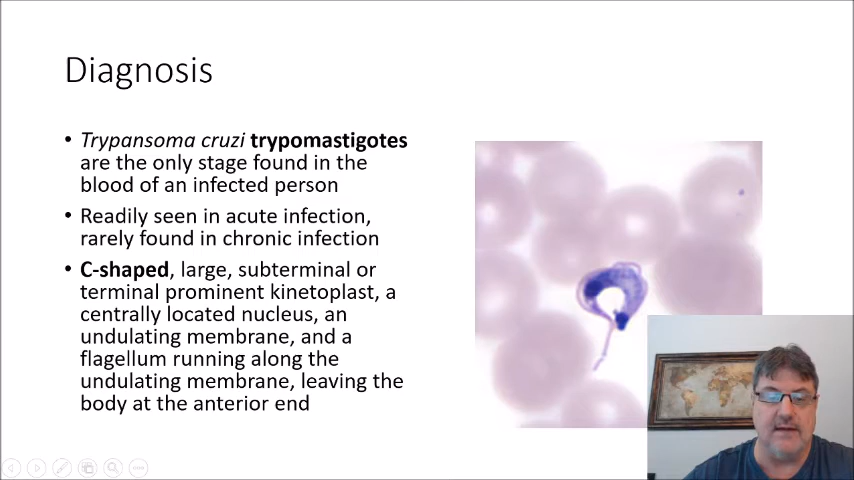 Diagnosis
• Trypansoma cruzi trypomastigotes
are the only stage found in the
blood of an infected person
• Readily seen in acute infection,
rarely found in chronic infection
• C-shaped, large, subterminal or
terminal prominent kinetoplast, a
centrally located nucleus, an
undulating membrane, and a
flagellum running along the
undulating membrane, leaving the
body at the anterior end